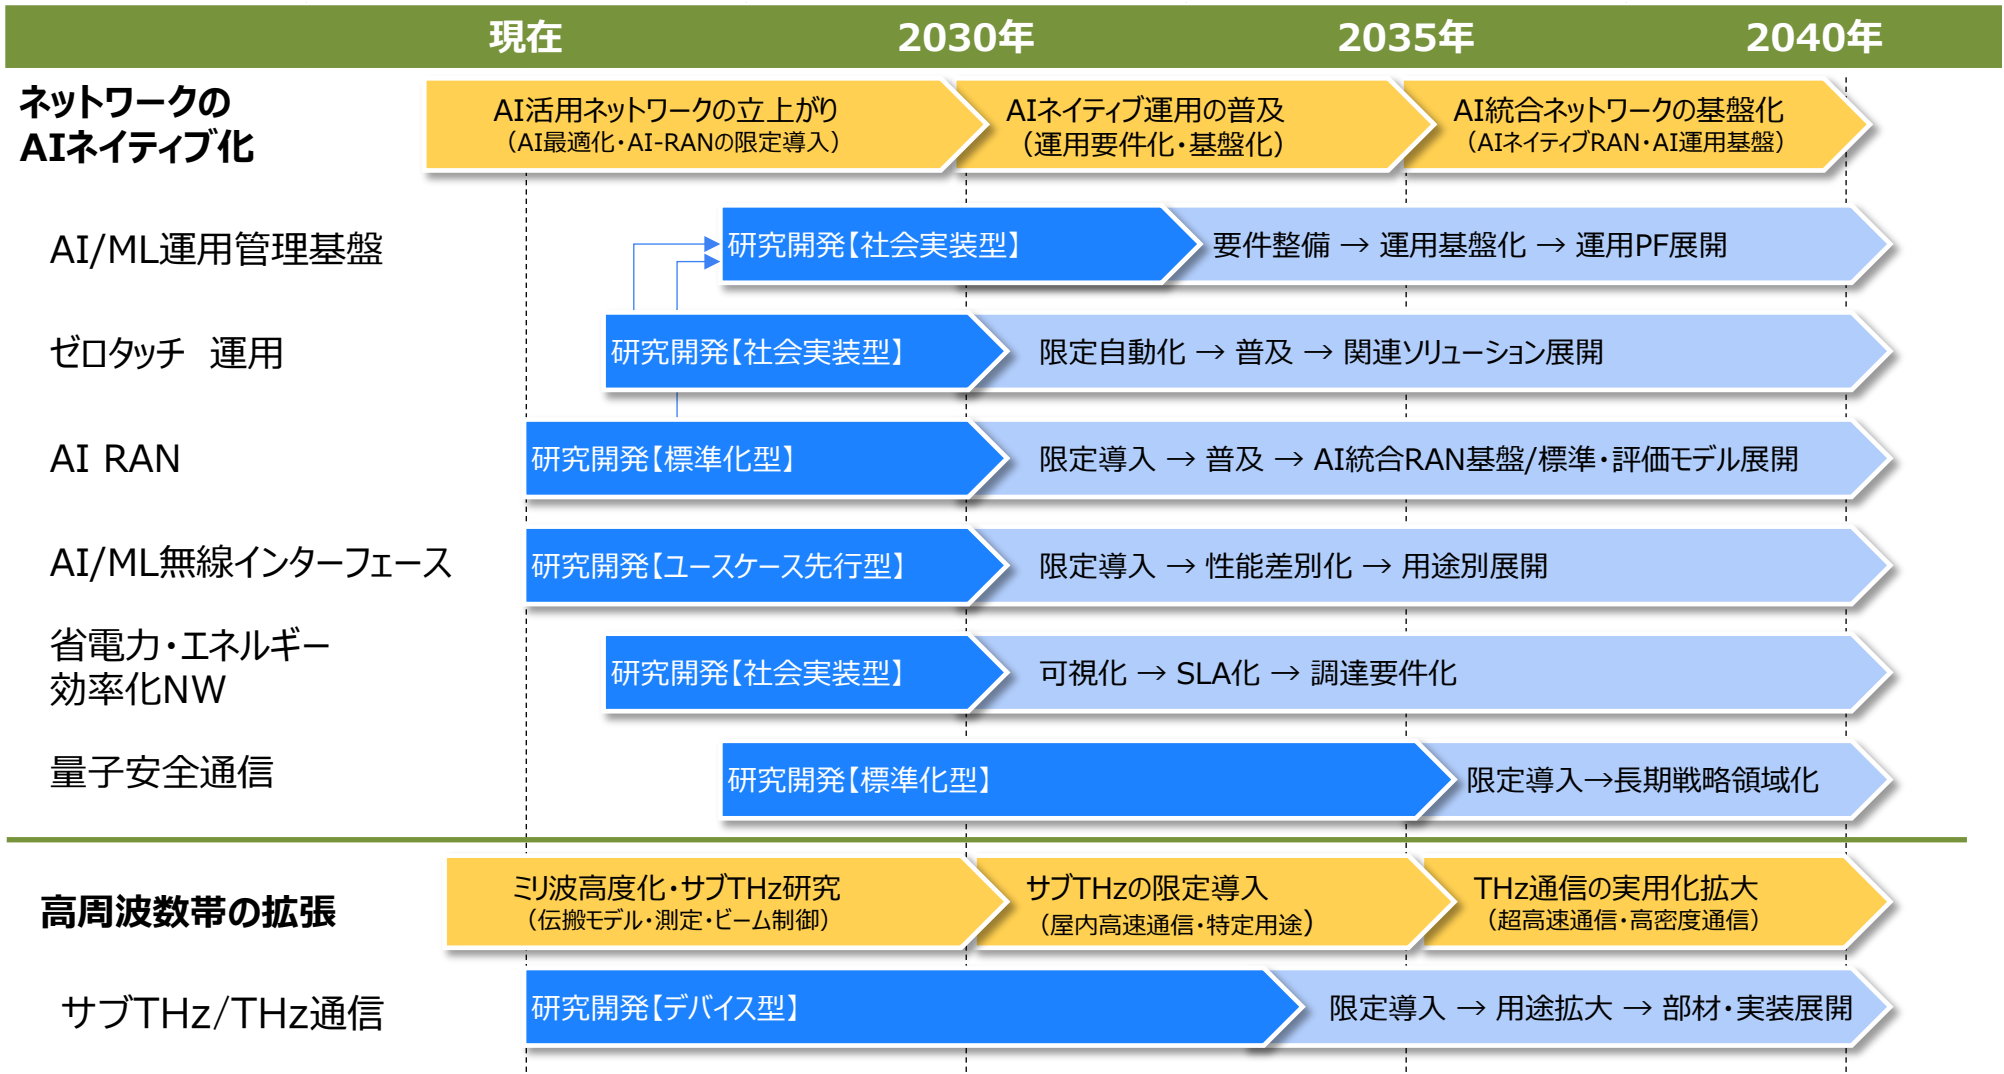 現在 2030年 2035年 2040年
ネットワークの
AIネイティブ化
AI活用ネットワークの立上がり
（AI最適化・AI-RANの限定導入）
AIネイティブ運用の普及
（運用要件化・基盤化）
AI統合ネットワークの基盤化
（AIネイティブRAN・AI運用基盤）
AI/ML運用管理基盤
研究開発【社会実装型】
要件整備 → 運用基盤化 → 運用PF展開
ゼロタッチ 運用
研究開発【社会実装型】
限定自動化 → 普及 → 関連ソリューション展開
AI RAN
研究開発【標準化型】
限定導入 → 普及 → AI統合RAN基盤/標準・評価モデル展開
AI/ML無線インターフェース
研究開発【ユースケース先行型】
限定導入 → 性能差別化 → 用途別展開
省電力・エネルギー
効率化NW
研究開発【社会実装型】
可視化 → SLA化 → 調達要件化
量子安全通信
研究開発【標準化型】
限定導入→長期戦略領域化
高周波数帯の拡張
ミリ波高度化・サブTHz研究
（伝搬モデル・測定・ビーム制御）
サブTHzの限定導入
（屋内高速通信・特定用途)
THz通信の実用化拡大
（超高速通信・高密度通信）
サブTHz/THz通信
研究開発【デバイス型】
限定導入 → 用途拡大 → 部材・実装展開